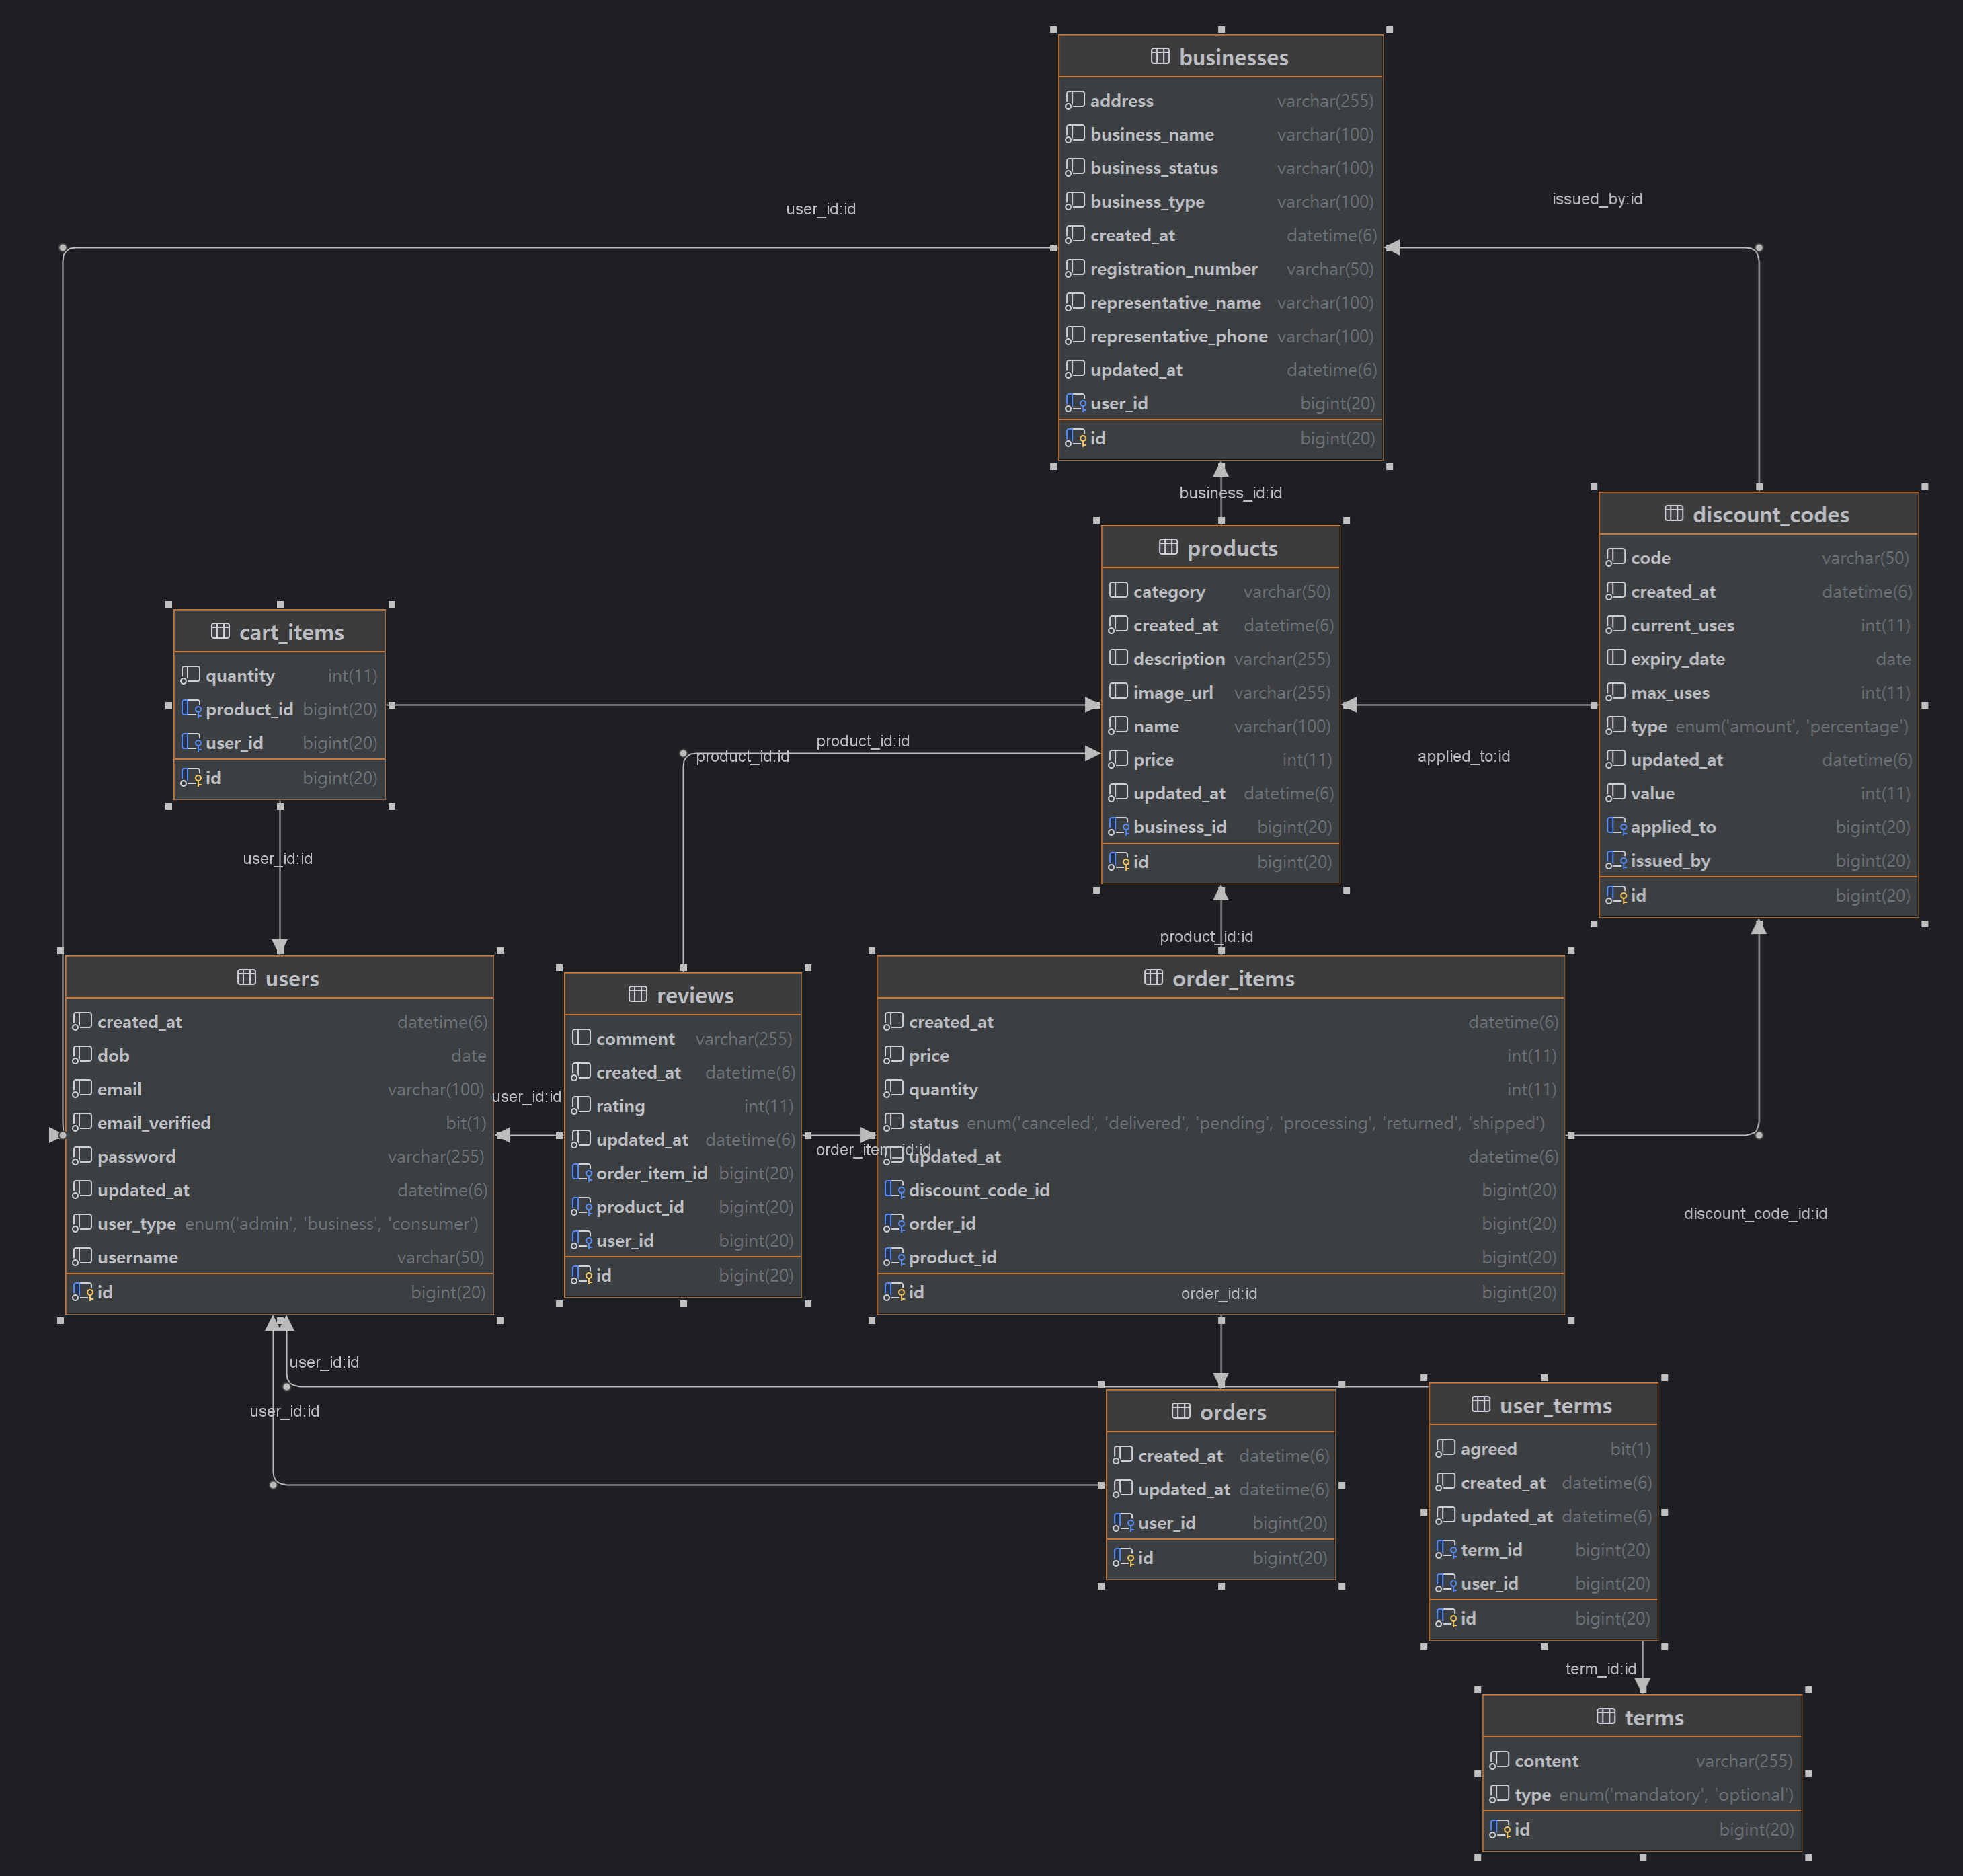 businesses
address varchar(255)
business_name varchar(100)
business_status varchar(100)
business_type varchar(100)
created_at datetime(6)
registration_number varchar(50)
representative_name varchar(100)
representative_phone varchar(100)
updated_at datetime(6)
user_id bigint(20)
id bigint(20)
user_id:id
issued_by:id
business_id:id
products
category varchar(50)
created_at datetime(6)
description varchar(255)
image_url varchar(255)
name varchar(100)
price int(11)
updated_at datetime(6)
business_id bigint(20)
id bigint(20)
discount_codes
code varchar(50)
created_at datetime(6)
current_uses int(11)
expiry_date date
max_uses int(11)
type enum('amount', 'percentage')
updated_at datetime(6)
value int(11)
applied_to bigint(20)
issued_by bigint(20)
id bigint(20)
cart_items
quantity int(11)
product_id bigint(20)
user_id bigint(20)
id bigint(20)
product_id:id
product_id:id
applied_to:id
user_id:id
product_id:id
users
created_at datetime(6)
dob date
email varchar(100)
email_verified bit(1)
password varchar(255)
updated_at datetime(6)
user_type enum('admin', 'business', 'consumer')
username varchar(50)
id bigint(20)
user_id:id
reviews
comment varchar(255)
created_at datetime(6)
rating int(11)
updated_at datetime(6)
order_item_id bigint(20)
product_id bigint(20)
user_id bigint(20)
id bigint(20)
order_item_id:id
order_items
created_at datetime(6)
price int(11)
quantity int(11)
status enum('canceled', 'delivered', 'pending', 'processing', 'returned', 'shipped')
updated_at datetime(6)
discount_code_id bigint(20)
order_id bigint(20)
product_id bigint(20)
id bigint(20)
discount_code_id:id
order_id:id
user_id:id
user_id:id
orders
created_at datetime(6)
updated_at datetime(6)
user_id bigint(20)
id bigint(20)
user_terms
agreed bit(1)
created_at datetime(6)
updated_at datetime(6)
term_id bigint(20)
user_id bigint(20)
id bigint(20)
term_id:id
terms
content varchar(255)
type enum('mandatory', 'optional')
id bigint(20)